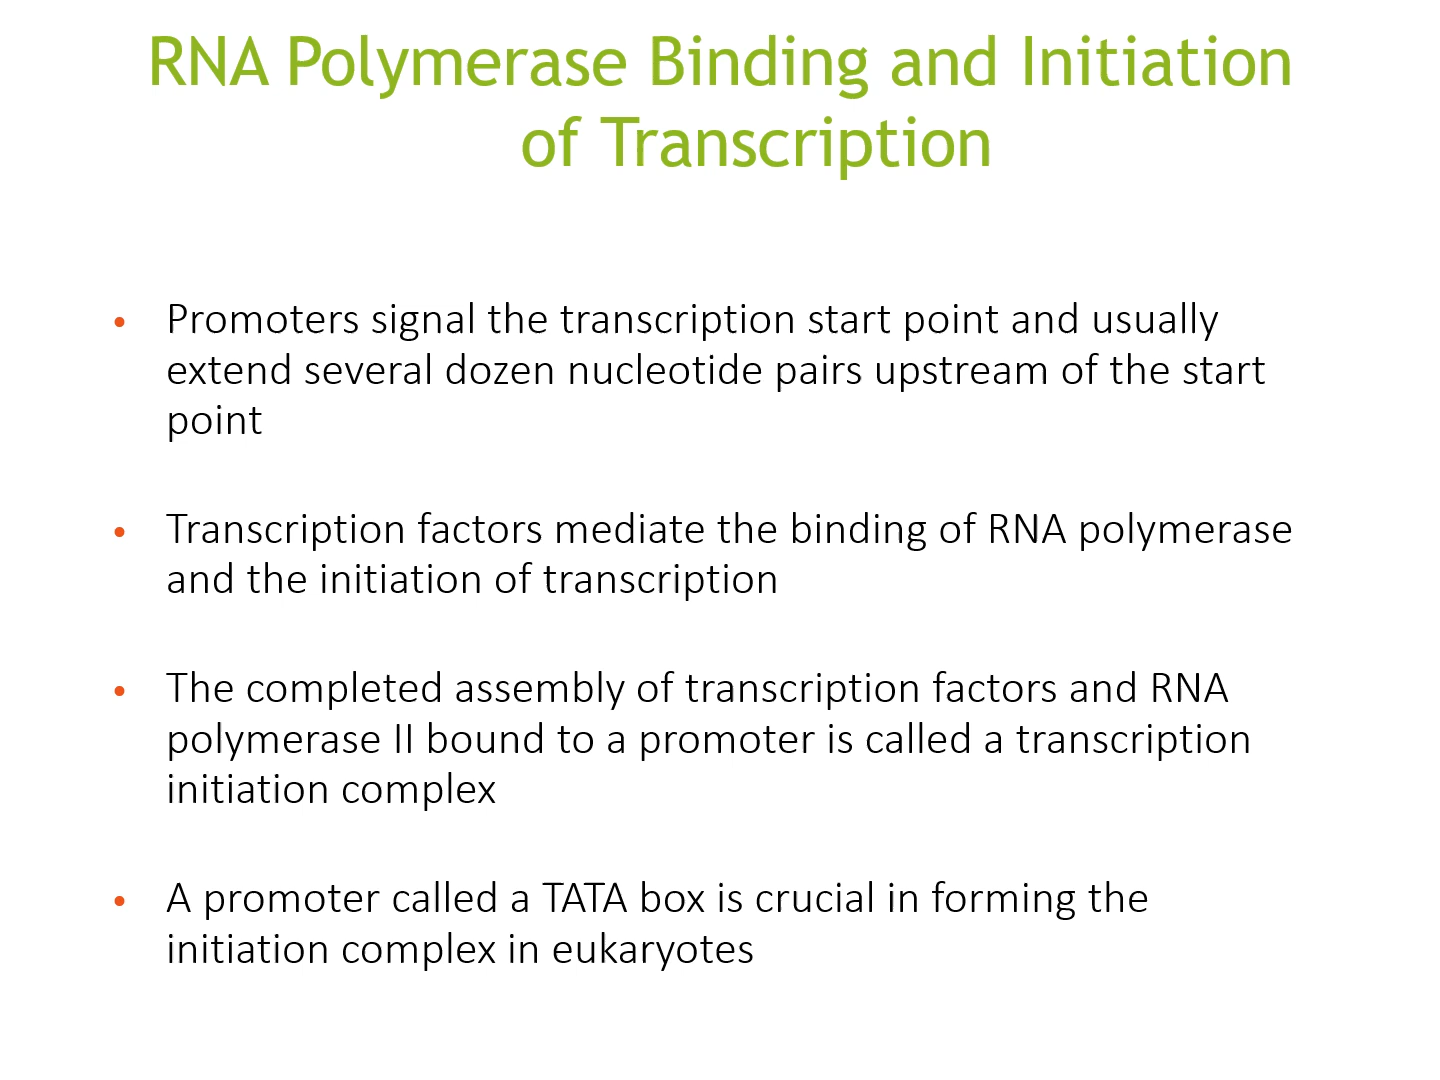 RNA Polymerase Binding and Initiation
of Transcription
• Promoters signal the transcription start point and usually
extend several dozen nucleotide pairs upstream of the start
point
• Transcription factors mediate the binding of RNA polymerase
and the initiation of transcription
• The completed assembly of transcription factors and RNA
polymerase II bound to a promoter is called a transcription
initiation complex
• A promoter called a TATA box is crucial in forming the
initiation complex in eukaryotes